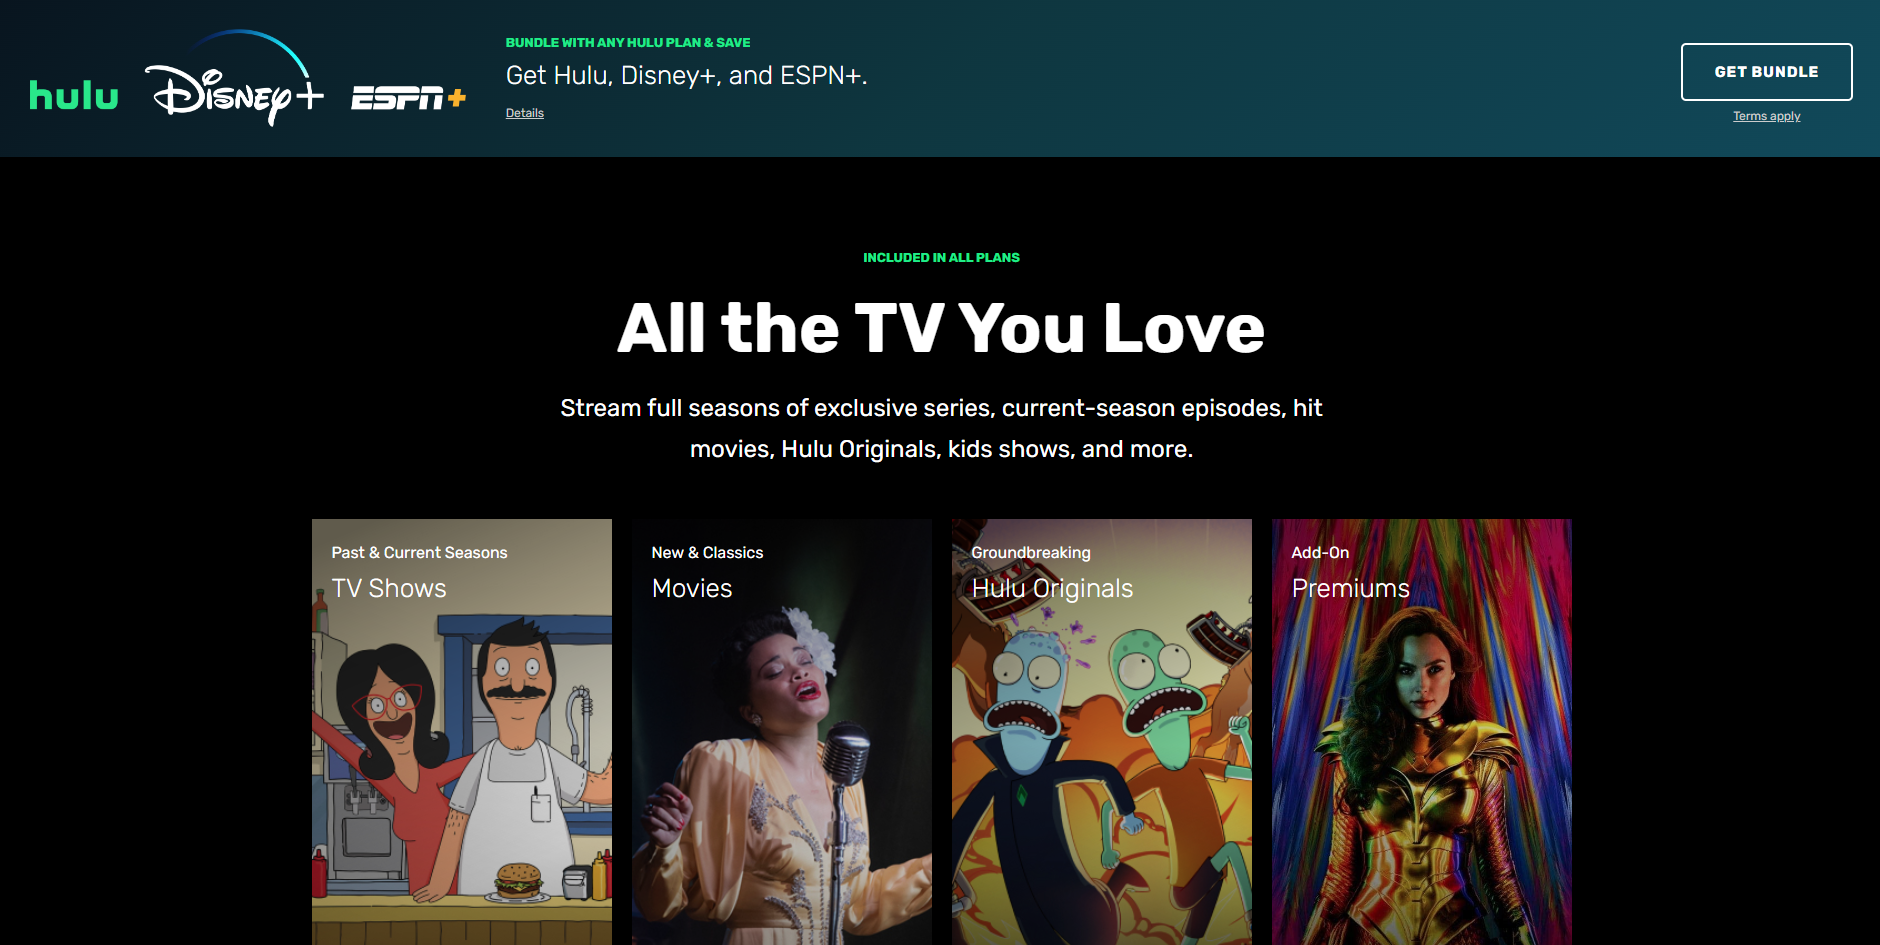 hulu
Disney+
ESPN+
BUNDLE WITH ANY HULU PLAN & SAVE
Get Hulu, Disney+, and ESPN+.
Details
GET BUNDLE
Terms apply
INCLUDED IN ALL PLANS
All the TV You Love
Stream full seasons of exclusive series, current-season episodes, hit
movies, Hulu Originals, kids shows, and more.
Past & Current Seasons
TV Shows
New & Classics
Movies
Groundbreaking
Hulu Originals
Add-On
Premiums